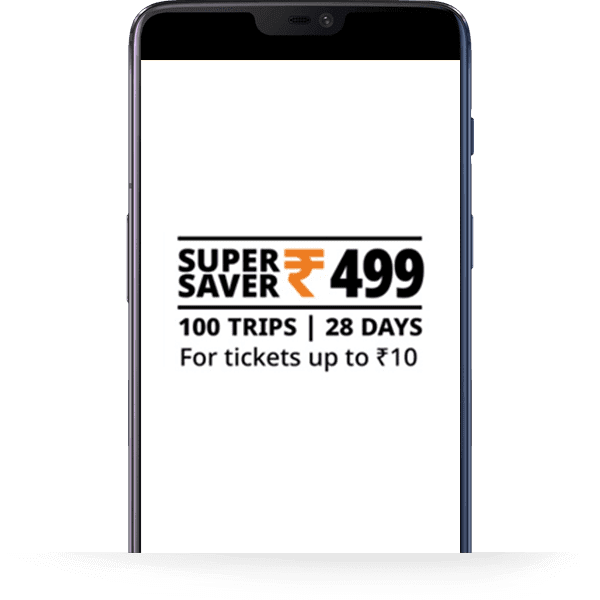 SUPER
SAVER ₹ 499
100 TRIPS | 28 DAYS
For tickets up to ₹10